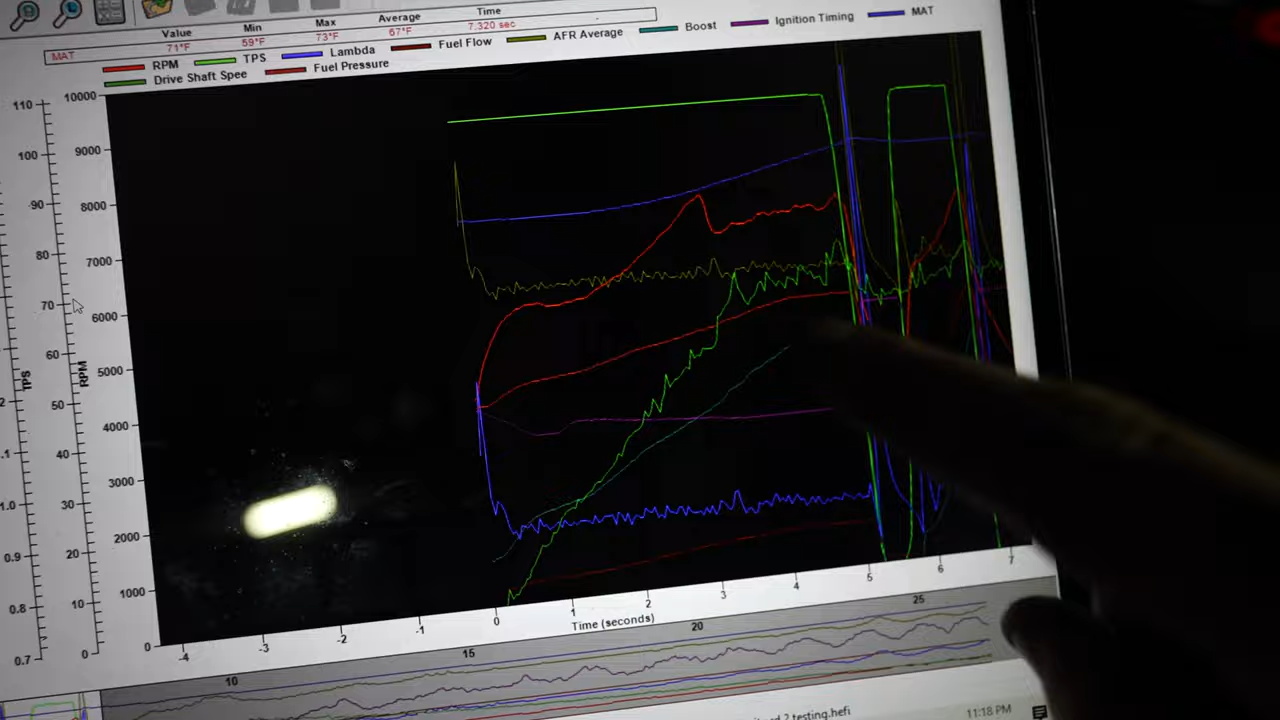 Value Min Max Average Time
MAT 71°F 59°F 73°F 67°F 7.320 sec
RPM TPS Lambda Fuel Flow AFR Average Boost Ignition Timing MAT
Drive Shaft Spee Fuel Pressure
110
100
90
80
70
60
50
40
30
20
10
0
TPS
10000
9000
8000
7000
6000
5000
4000
3000
2000
1000
0
RPM
1.0
0.9
0.8
0.7
-4 -3 -2 -1 0 1 2 3 4 5 6 7
Time (seconds)
10 15 20 25
2 testing.hefi
11:18 PM